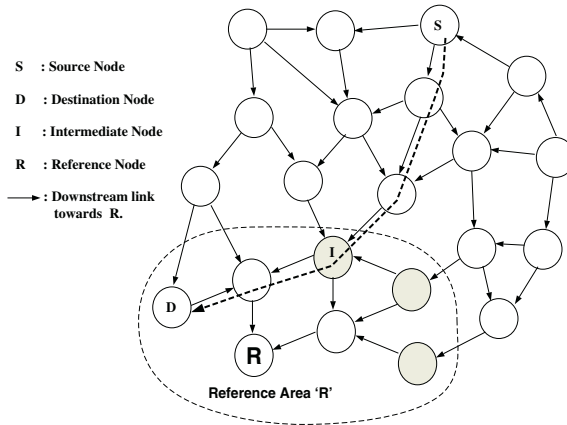 S : Source Node
D : Destination Node
I : Intermediate Node
R : Reference Node
: Downstream link
towards R.
S
I
D
R
Reference Area 'R'